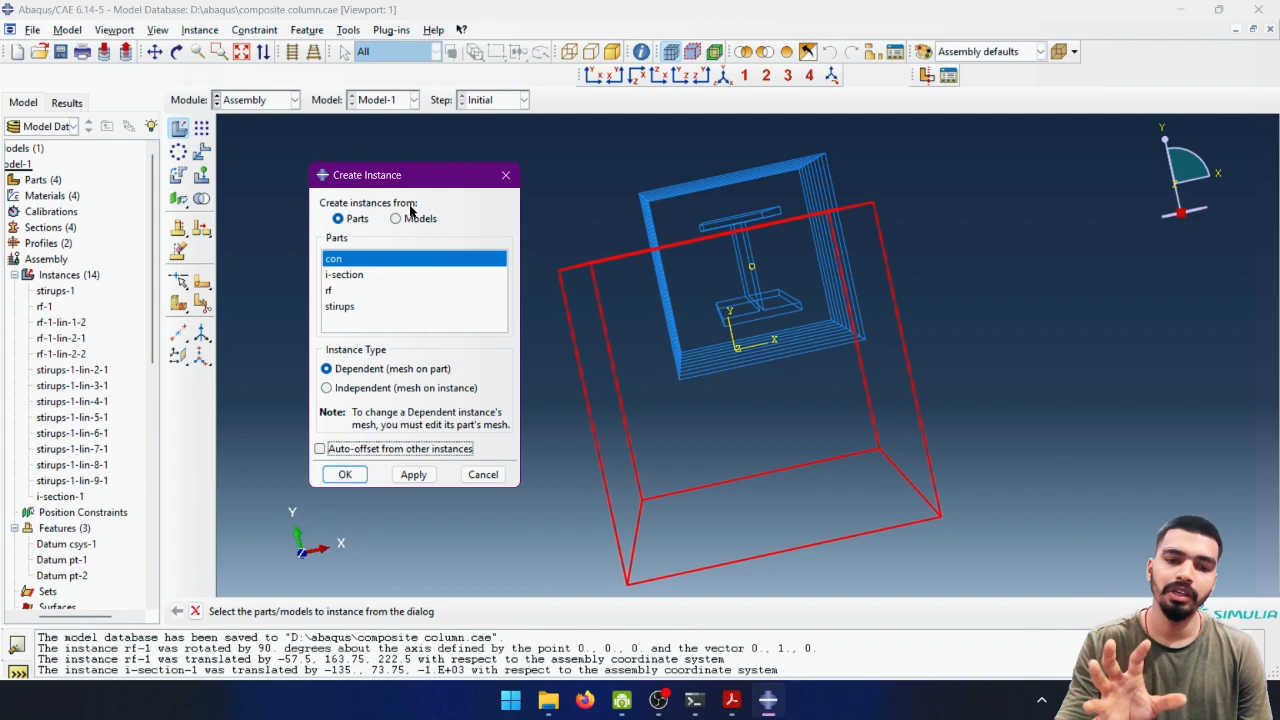 Abaqus/CAE 6.14-5 - Model Database: D:\abaqus\composite column.cae [Viewport: 1]
File Model Viewport View Instance Constraint Feature Tools Plug-ins Help
All
Assembly defaults
1 2 3 4
Model Results
Module: Assembly Model: Model-1 Step: Initial
Model Dat
odels (1)
odel-1
Parts (4)
Materials (4)
Calibrations
Sections (4)
Profiles (2)
Assembly
Instances (14)
stirups-1
rf-1
rf-1-lin-1-2
rf-1-lin-2-1
rf-1-lin-2-2
stirups-1-lin-2-1
stirups-1-lin-3-1
stirups-1-lin-4-1
stirups-1-lin-5-1
stirups-1-lin-6-1
stirups-1-lin-7-1
stirups-1-lin-8-1
stirups-1-lin-9-1
i-section-1
Position Constraints
Features (3)
Datum csys-1
Datum pt-1
Datum pt-2
Sets
Surfaces
Create Instance
Create instances from:
Parts Models
Parts
con
i-section
rf
stirups
Instance Type
Dependent (mesh on part)
Independent (mesh on instance)
Note: To change a Dependent instance's
mesh, you must edit its part's mesh.
Auto-offset from other instances
OK Apply Cancel
Y
X
Z
Y
X
Z
Y
X
Z
Select the parts/models to instance from the dialog
SIMULIA
The model database has been saved to "D:\abaqus\composite column.cae".
The instance rf-1 was rotated by 90. degrees about the axis defined by the point 0., 0., 0. and the vector 0., 1., 0.
The instance rf-1 was translated by -57.5, 163.75, 222.5 with respect to the assembly coordinate system
The instance i-section-1 was translated by -135., 73.75, -1.E+03 with respect to the assembly coordinate system